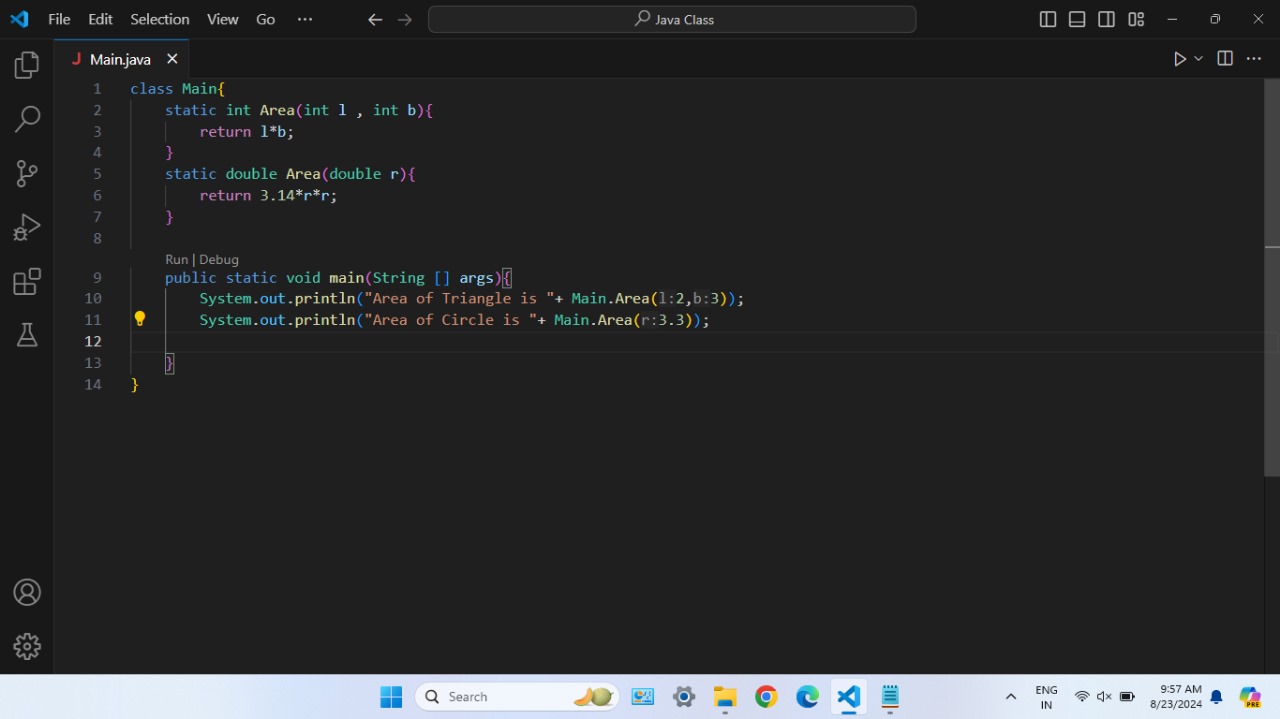 File Edit Selection View Go ··· Java Class
J Main.java
1 class Main{
2 static int Area(int l , int b){
3 return l*b;
4 }
5 static double Area(double r){
6 return 3.14*r*r;
7 }
8
Run | Debug
9 public static void main(String [] args){
10 System.out.println("Area of Triangle is "+ Main.Area(l:2,b:3));
11 System.out.println("Area of Circle is "+ Main.Area(r:3.3));
12
13 }
14 }
Search ENG 9:57 AM
IN 8/23/2024
PRE